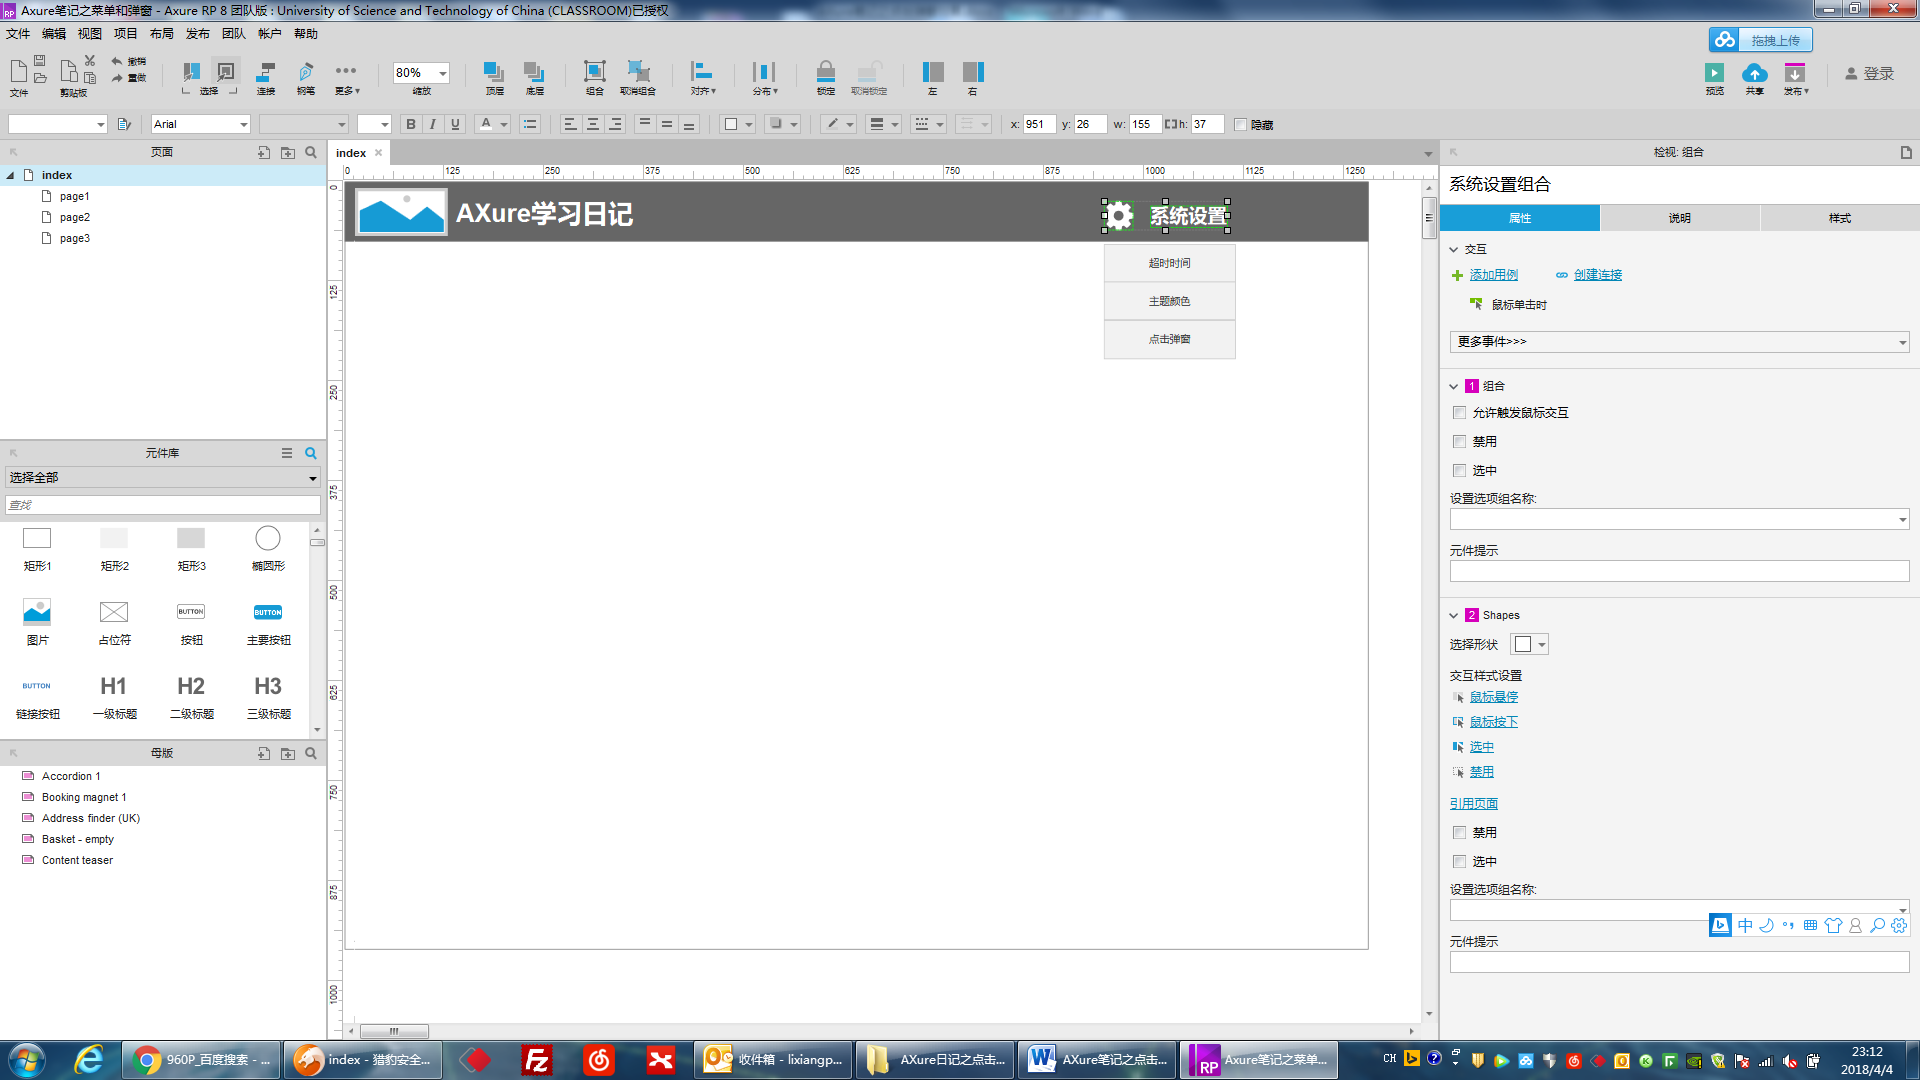 Axure笔记之菜单和弹窗 - Axure RP 8 团队版 : University of Science and Technology of China (CLASSROOM)已授权
文件 编辑 视图 项目 布局 发布 团队 帐户 帮助
拖拽上传
撤销
重做
文件 剪贴板 选择 连接 钢笔 更多 80% 缩放 顶层 底层 组合 取消组合 对齐 分布 锁定 取消锁定 左 右 预览 共享 发布 登录
Arial B I U A x: 951 y: 26 w: 155 h: 37 隐藏
页面
index
page1
page2
page3
元件库
选择全部
查找
矩形1 矩形2 矩形3 椭圆形
BUTTON BUTTON
图片 占位符 按钮 主要按钮
BUTTON H1 H2 H3
链接按钮 一级标题 二级标题 三级标题
母版
Accordion 1
Booking magnet 1
Address finder (UK)
Basket - empty
Content teaser
index
0 125 250 375 500 625 750 875 1000 1125 1250
0 125 250 375 500 625 750 875 1000
AXure学习日记
系统设置
超时时间
主题颜色
点击弹窗
检视: 组合
系统设置组合
属性 说明 样式
交互
添加用例 创建连接
鼠标单击时
更多事件>>>
1 组合
允许触发鼠标交互
禁用
选中
设置选项组名称:
元件提示
2 Shapes
选择形状
交互样式设置
鼠标悬停
鼠标按下
选中
禁用
引用页面
禁用
选中
设置选项组名称:
中
元件提示
960P_百度搜索 - ...
index - 猎豹安全...
收件箱 - lixiangp...
AXure日记之点击...
AXure笔记之点击...
Axure笔记之菜单...
CH
23:12
2018/4/4